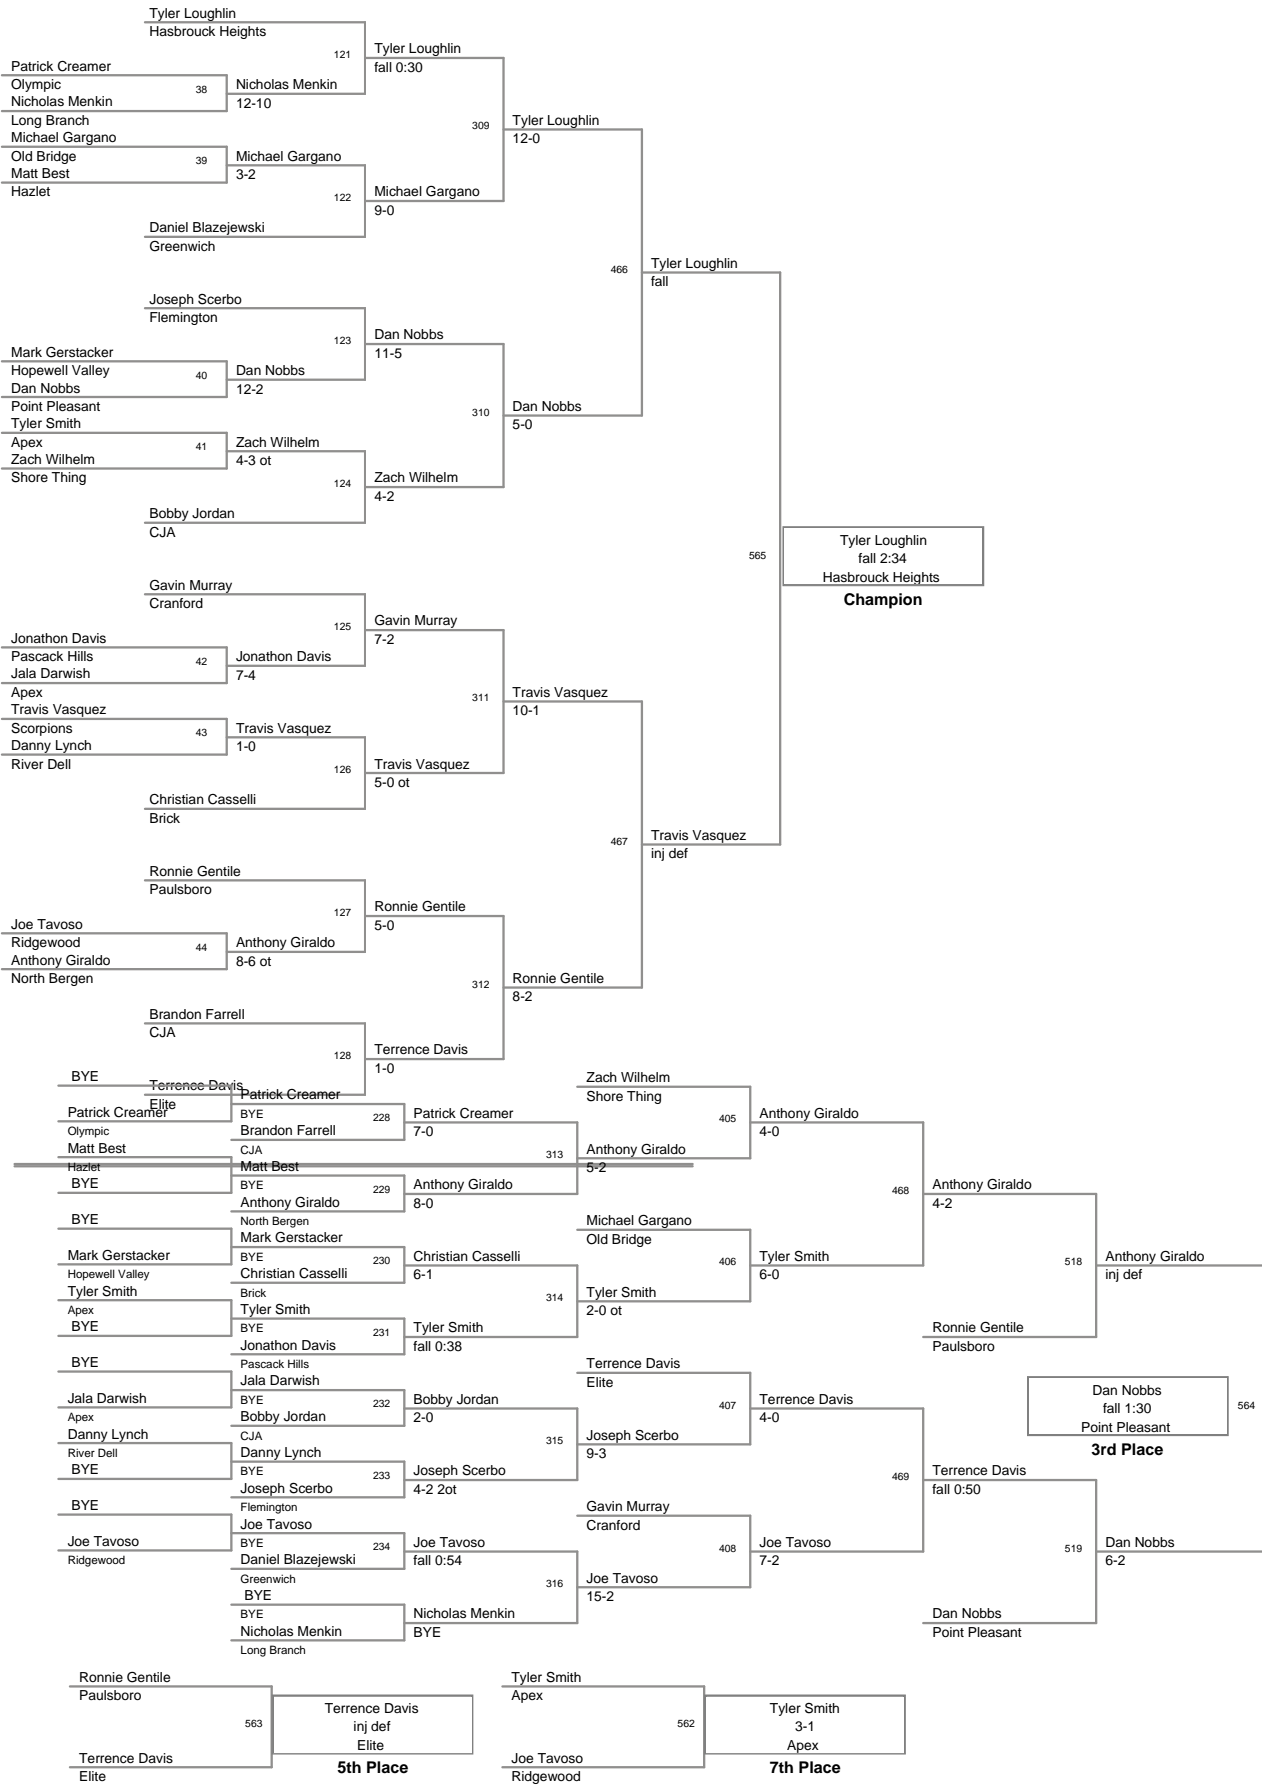 Tyler Loughlin
Hasbrouck Heights
121
Tyler Loughlin
fall 0:30
Patrick Creamer
Olympic
38
Nicholas Menkin
Nicholas Menkin
12-10
Long Branch
309
Tyler Loughlin
12-0
Michael Gargano
Old Bridge
39
Michael Gargano
Matt Best
3-2
Hazlet
122
Michael Gargano
9-0
Daniel Blazejewski
Greenwich
466
Tyler Loughlin
fall
Joseph Scerbo
Flemington
123
Dan Nobbs
11-5
Mark Gerstacker
Hopewell Valley
40
Dan Nobbs
Dan Nobbs
12-2
Point Pleasant
310
Dan Nobbs
5-0
Tyler Smith
Apex
41
Zach Wilhelm
Zach Wilhelm
4-3 ot
Shore Thing
124
Zach Wilhelm
4-2
Bobby Jordan
CJA
565
Tyler Loughlin
fall 2:34
Hasbrouck Heights
Champion
Gavin Murray
Cranford
125
Gavin Murray
7-2
Jonathon Davis
Pascack Hills
42
Jonathon Davis
Jala Darwish
7-4
Apex
311
Travis Vasquez
10-1
Travis Vasquez
Scorpions
43
Travis Vasquez
Danny Lynch
1-0
River Dell
126
Travis Vasquez
5-0 ot
Christian Casselli
Brick
467
Travis Vasquez
inj def
Ronnie Gentile
Paulsboro
127
Ronnie Gentile
5-0
Joe Tavoso
Ridgewood
44
Anthony Giraldo
Anthony Giraldo
8-6 ot
North Bergen
312
Ronnie Gentile
8-2
Brandon Farrell
CJA
128
Terrence Davis
1-0
Terrence Davis
Elite
BYE
Patrick Creamer
Olympic
Patrick Creamer
BYE
228
Brandon Farrell
CJA
Patrick Creamer
7-0
Matt Best
Hazlet
BYE
Matt Best
BYE
229
Anthony Giraldo
North Bergen
Anthony Giraldo
8-0
313
Anthony Giraldo
5-2
Zach Wilhelm
Shore Thing
405
Anthony Giraldo
4-0
BYE
Mark Gerstacker
Hopewell Valley
Mark Gerstacker
BYE
230
Christian Casselli
Brick
Christian Casselli
6-1
Tyler Smith
Apex
BYE
Tyler Smith
BYE
231
Jonathon Davis
Pascack Hills
Tyler Smith
fall 0:38
314
Tyler Smith
2-0 ot
Michael Gargano
Old Bridge
406
Tyler Smith
6-0
468
Anthony Giraldo
4-2
518
Anthony Giraldo
inj def
Ronnie Gentile
Paulsboro
BYE
Jala Darwish
Apex
Jala Darwish
BYE
232
Bobby Jordan
CJA
Bobby Jordan
2-0
Danny Lynch
River Dell
BYE
Danny Lynch
BYE
233
Joseph Scerbo
Flemington
Joseph Scerbo
4-2 2ot
315
Joseph Scerbo
9-3
Terrence Davis
Elite
407
Terrence Davis
4-0
Dan Nobbs
fall 1:30
Point Pleasant
564
3rd Place
BYE
Joe Tavoso
Ridgewood
Joe Tavoso
BYE
234
Daniel Blazejewski
Greenwich
Joe Tavoso
fall 0:54
BYE
BYE
Nicholas Menkin
Long Branch
Nicholas Menkin
BYE
316
Joe Tavoso
15-2
Gavin Murray
Cranford
408
Joe Tavoso
7-2
469
Terrence Davis
fall 0:50
519
Dan Nobbs
6-2
Dan Nobbs
Point Pleasant
Ronnie Gentile
Paulsboro
563
Terrence Davis
Elite
Terrence Davis
inj def
Elite
5th Place
Tyler Smith
Apex
562
Joe Tavoso
Ridgewood
Tyler Smith
3-1
Apex
7th Place